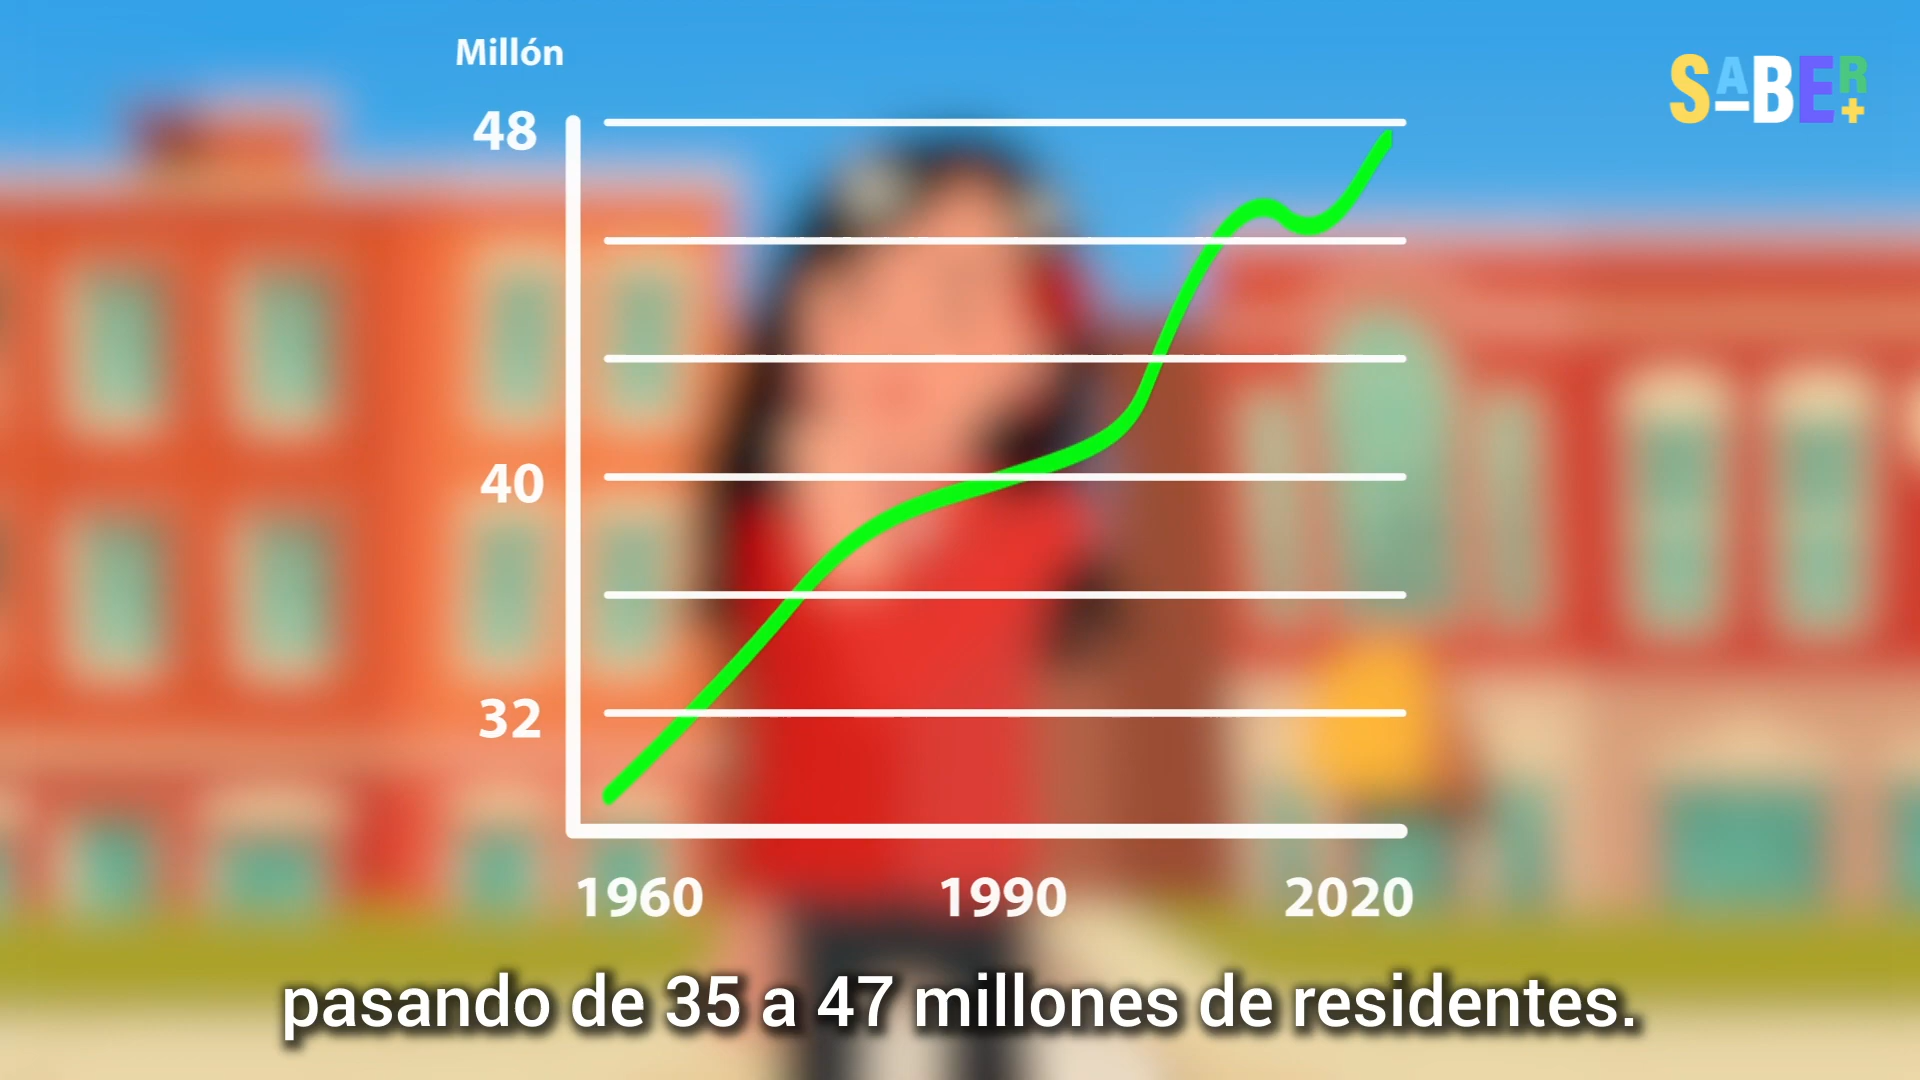 Millón
SABER+
48
40
32
1960 1990 2020
pasando de 35 a 47 millones de residentes.